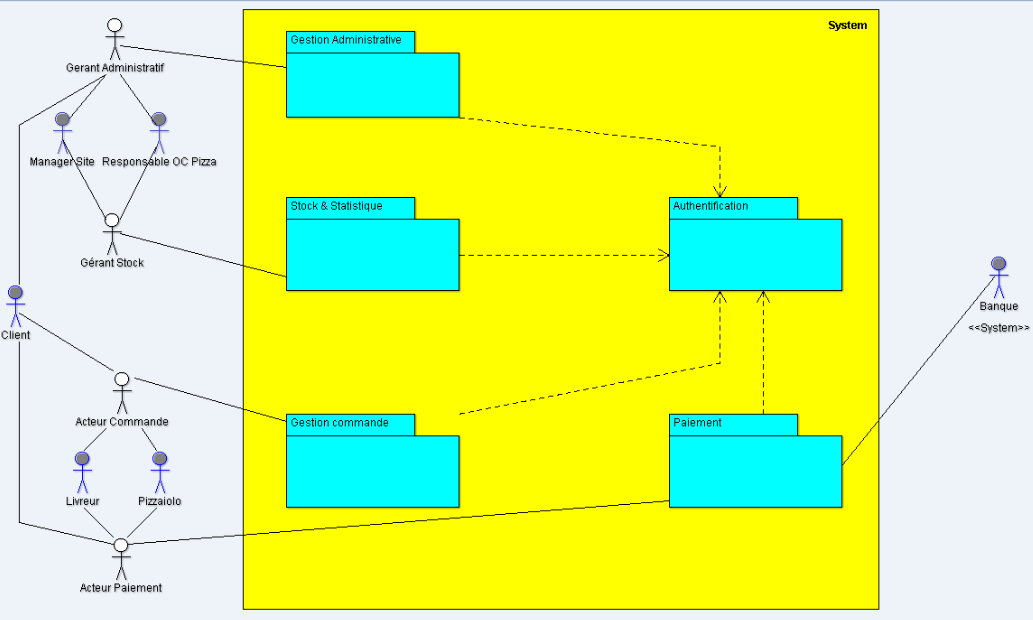 System
Gestion Administrative
Gerant Administratif
Manager Site
Responsable OC Pizza
Stock & Statistique
Authentification
Gérant Stock
Banque
<<System>>
Client
Acteur Commande
Gestion commande
Paiement
Livreur
Pizzaiolo
Acteur Paiement